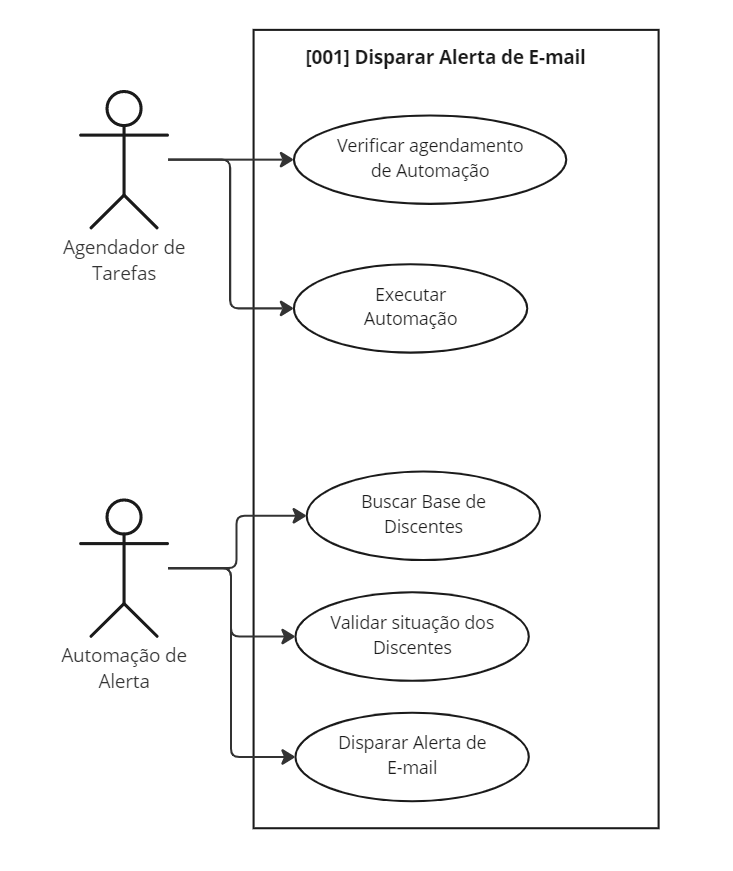 [001] Disparar Alerta de E-mail
Verificar agendamento
de Automação
Agendador de
Tarefas
Executar
Automação
Buscar Base de
Discentes
Validar situação dos
Discentes
Automação de
Alerta
Disparar Alerta de
E-mail